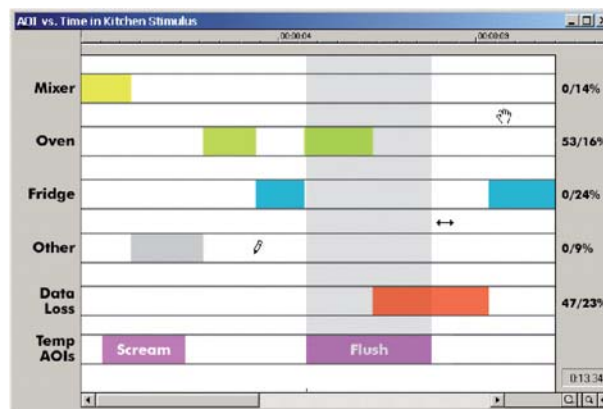 AOI vs. Time in Kitchen Stimulus
00:00:04 00:00:09
Mixer 0/14%
Oven 53/16%
Fridge 0/24%
Other 0/9%
Data
Loss 47/23%
Temp
AOIs Scream Flush
0:13.34